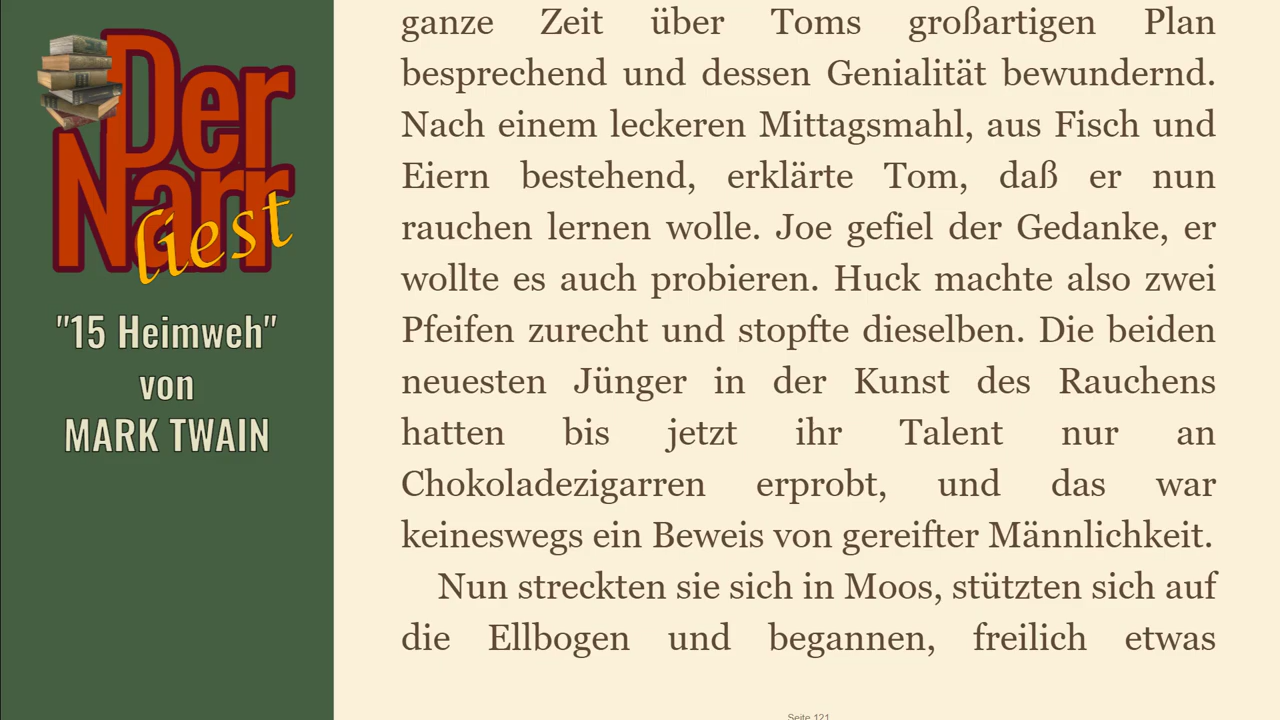 Der
Narr
liest
"15 Heimweh"
von
MARK TWAIN
ganze Zeit über Toms großartigen Plan
besprechend und dessen Genialität bewundernd.
Nach einem leckeren Mittagsmahl, aus Fisch und
Eiern bestehend, erklärte Tom, daß er nun
rauchen lernen wolle. Joe gefiel der Gedanke, er
wollte es auch probieren. Huck machte also zwei
Pfeifen zurecht und stopfte dieselben. Die beiden
neuesten Jünger in der Kunst des Rauchens
hatten bis jetzt ihr Talent nur an
Chokoladezigarren erprobt, und das war
keineswegs ein Beweis von gereifter Männlichkeit.
Nun streckten sie sich in Moos, stützten sich auf
die Ellbogen und begannen, freilich etwas
Seite 121